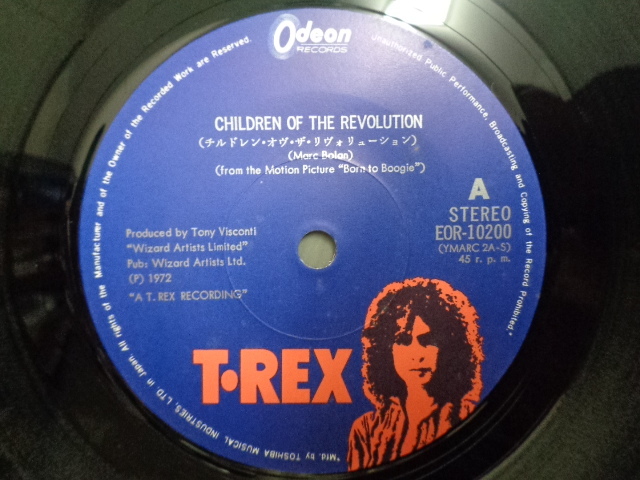 Odeon
RECORDS
CHILDREN OF THE REVOLUTION
(チルドレン・オヴ・ザ・リヴォリューション)
(Marc Bolan)
(from the Motion Picture "Born to Boogie")
A
STEREO
EOR-10200
(YMARC 2A-S)
45 r. p. m.
Produced by Tony Visconti
"Wizard Artists Limited"
Pub: Wizard Artists Ltd.
(P) 1972
"A T. REX RECORDING"
T•REX
"Mfd. by TOSHIBA MUSICAL INDUSTRIES LTD. in Japan. All rights of the Manufacturer and of the Owner of the Recorded Work are Reserved.
Unauthorized Public Performance, Broadcasting and Copying of the Record Prohibited."